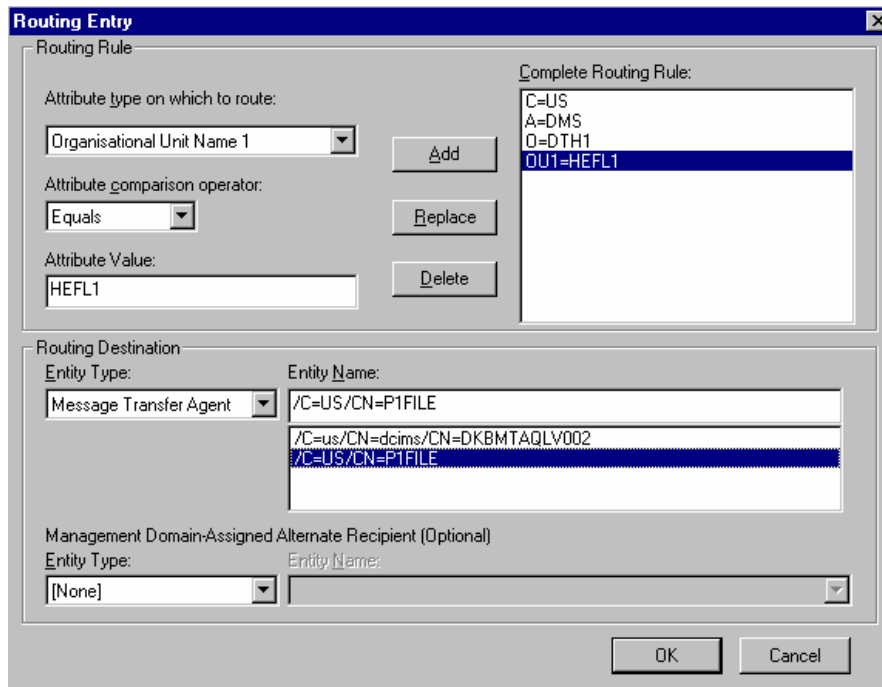 Routing Entry
Routing Rule
Attribute type on which to route:
Organisational Unit Name 1
Attribute comparison operator:
Equals
Attribute Value:
HEFL1
Add
Replace
Delete
Complete Routing Rule:
C=US
A=DMS
O=DTH1
OU1=HEFL1
Routing Destination
Entity Type:
Message Transfer Agent
Entity Name:
/C=US/CN=P1FILE
/C=us/CN=dcims/CN=DKBMTAQLV002
/C=US/CN=P1FILE
Management Domain-Assigned Alternate Recipient (Optional)
Entity Type:
[None]
Entity Name:
OK
Cancel